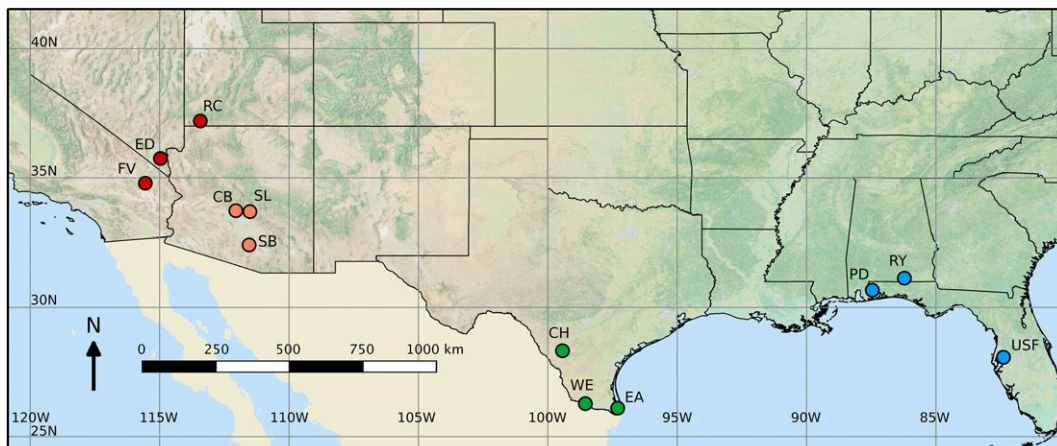 40N
RC
ED
35N
FV
CB SL
SB
RY
PD
30N
N
CH
USF
0 250 500 750 1000 km
WE
EA
120W 115W 110W 105W 100W 95W 90W 85W
25N